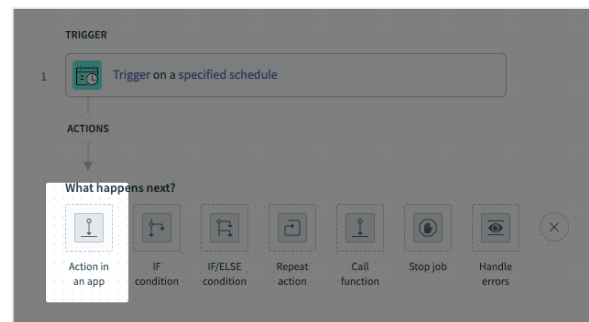 TRIGGER
1
Trigger on a specified schedule
ACTIONS
What happens next?
Action in
an app
IF
condition
IF/ELSE
condition
Repeat
action
Call
function
Stop job
Handle
errors